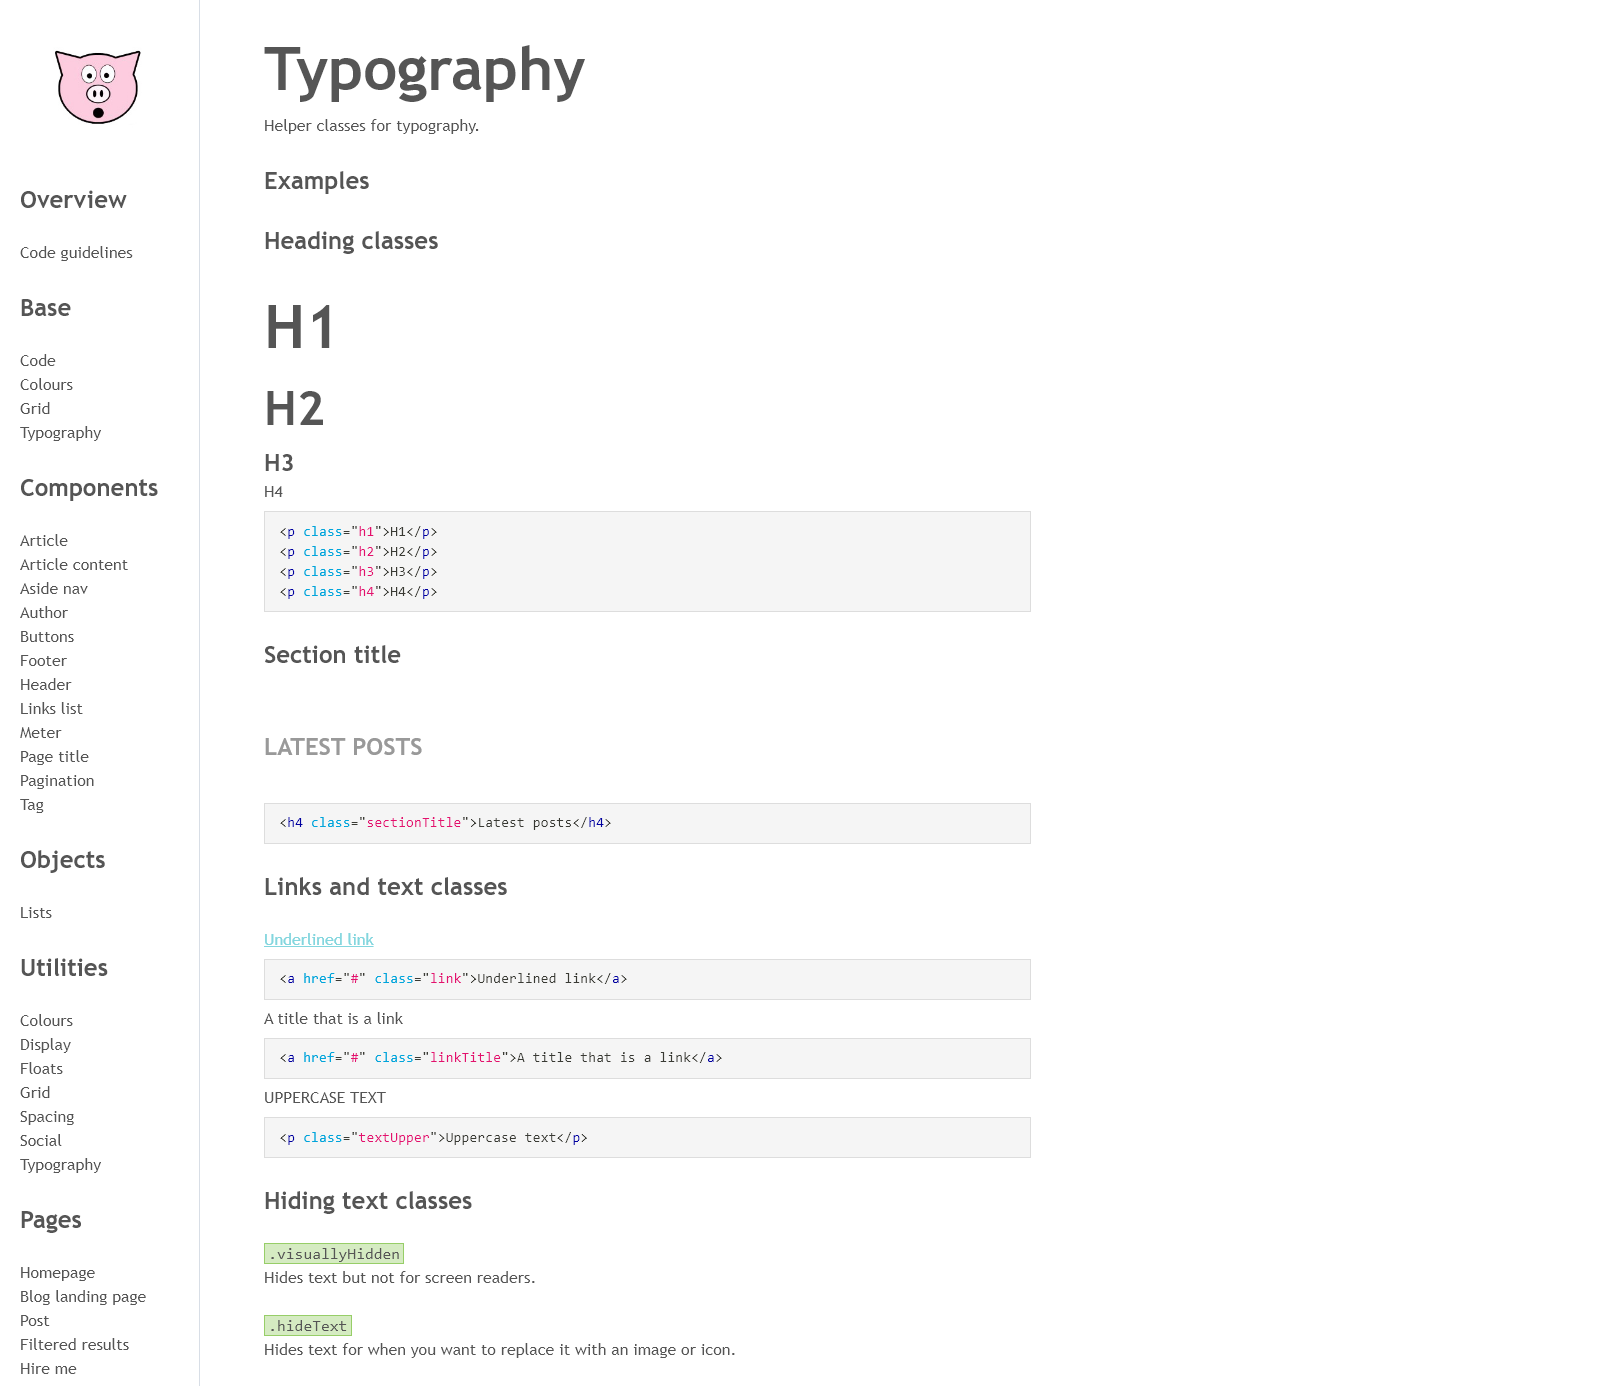 Overview
Code guidelines
Base
Code
Colours
Grid
Typography
Components
Article
Article content
Aside nav
Author
Buttons
Footer
Header
Links list
Meter
Page title
Pagination
Tag
Objects
Lists
Utilities
Colours
Display
Floats
Grid
Spacing
Social
Typography
Pages
Homepage
Blog landing page
Post
Filtered results
Hire me
Typography
Helper classes for typography.
Examples
Heading classes
H1
H2
H3
H4
<p class="h1">H1</p>
<p class="h2">H2</p>
<p class="h3">H3</p>
<p class="h4">H4</p>
Section title
LATEST POSTS
<h4 class="sectionTitle">Latest posts</h4>
Links and text classes
Underlined link
<a href="#" class="link">Underlined link</a>
A title that is a link
<a href="#" class="linkTitle">A title that is a link</a>
UPPERCASE TEXT
<p class="textUpper">Uppercase text</p>
Hiding text classes
.visuallyHidden
Hides text but not for screen readers.
.hideText
Hides text for when you want to replace it with an image or icon.